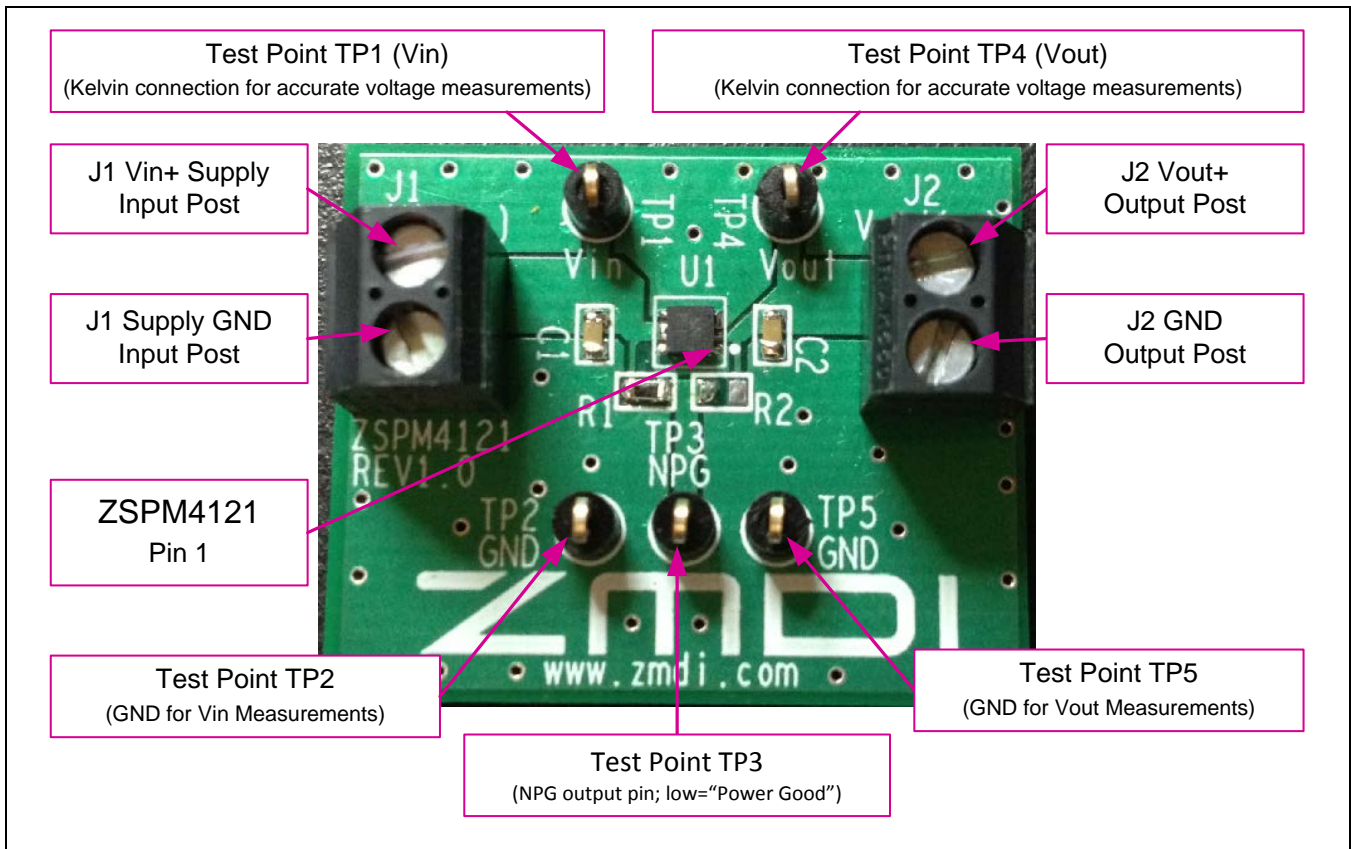 Test Point TP1 (Vin)
(Kelvin connection for accurate voltage measurements)
Test Point TP4 (Vout)
(Kelvin connection for accurate voltage measurements)
J1 Vin+ Supply
Input Post
J2 Vout+
Output Post
J1 Supply GND
Input Post
J2 GND
Output Post
ZSPM4121
Pin 1
J1
TP1
TP4
J2
Vin
U1
Vout
C1
C2
R1
R2
TP3
NPG
ZSPM4121
REV1.0
TP2
GND
TP5
GND
ZMDI
www.zmdi.com
Test Point TP2
(GND for Vin Measurements)
Test Point TP5
(GND for Vout Measurements)
Test Point TP3
(NPG output pin; low=“Power Good”)